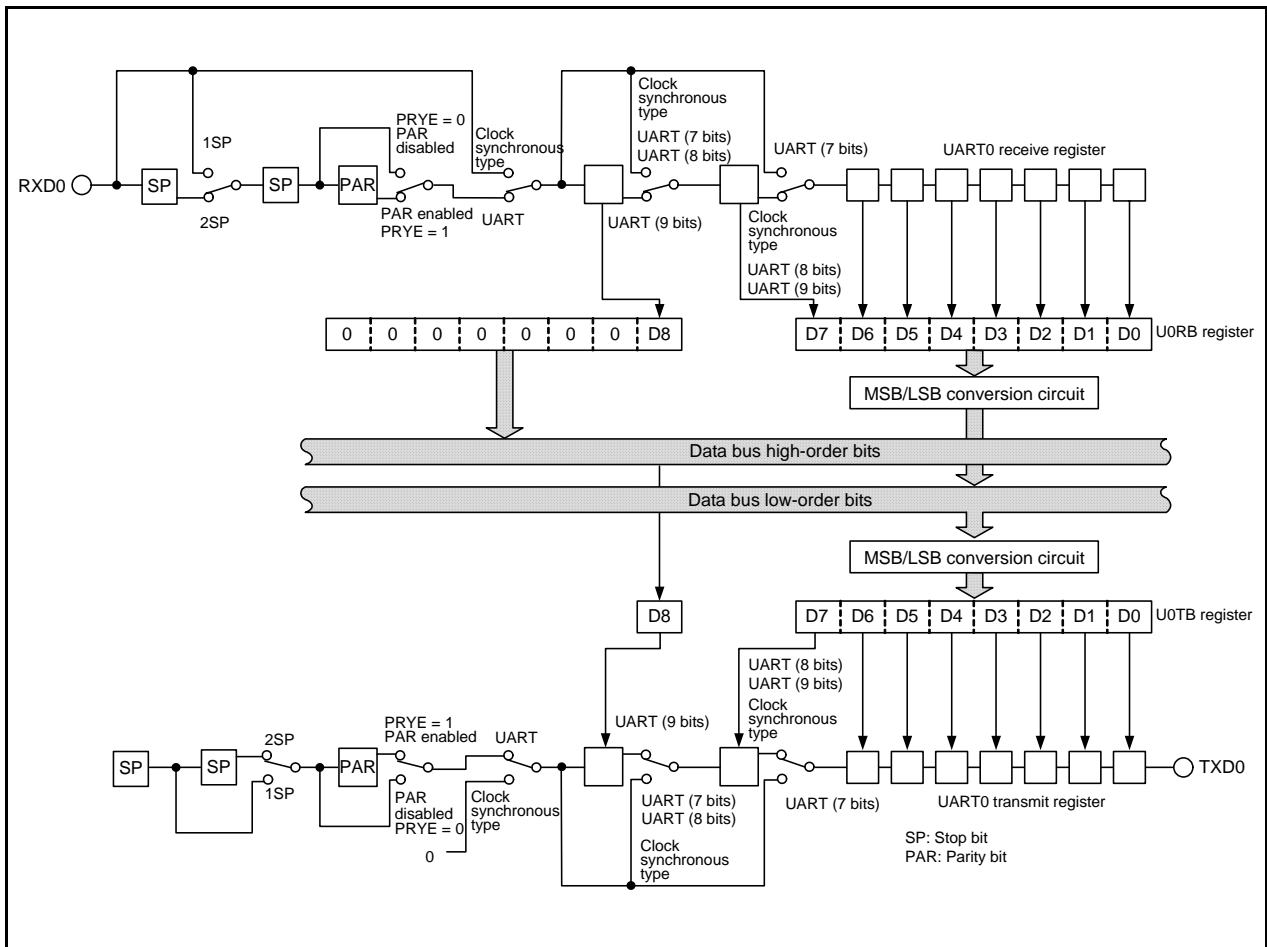 Clock
synchronous
type
PRYE = 0
PAR
disabled
Clock
synchronous
type
1SP
UART (7 bits)
UART (8 bits)
UART (7 bits)
UART0 receive register
RXD0
SP
SP
PAR
2SP
PAR enabled
PRYE = 1
UART
UART (9 bits)
Clock
synchronous
type
UART (8 bits)
UART (9 bits)
0 0 0 0 0 0 0 D8
D7 D6 D5 D4 D3 D2 D1 D0
U0RB register
MSB/LSB conversion circuit
Data bus high-order bits
Data bus low-order bits
MSB/LSB conversion circuit
D8
D7 D6 D5 D4 D3 D2 D1 D0
U0TB register
UART (8 bits)
UART (9 bits)
Clock
synchronous
type
PRYE = 1
PAR enabled
UART
UART (9 bits)
2SP
SP
SP
PAR
TXD0
1SP
PAR
disabled
PRYE = 0
Clock
synchronous
type
0
UART (7 bits)
UART (8 bits)
Clock
synchronous
type
UART (7 bits)
UART0 transmit register
SP: Stop bit
PAR: Parity bit